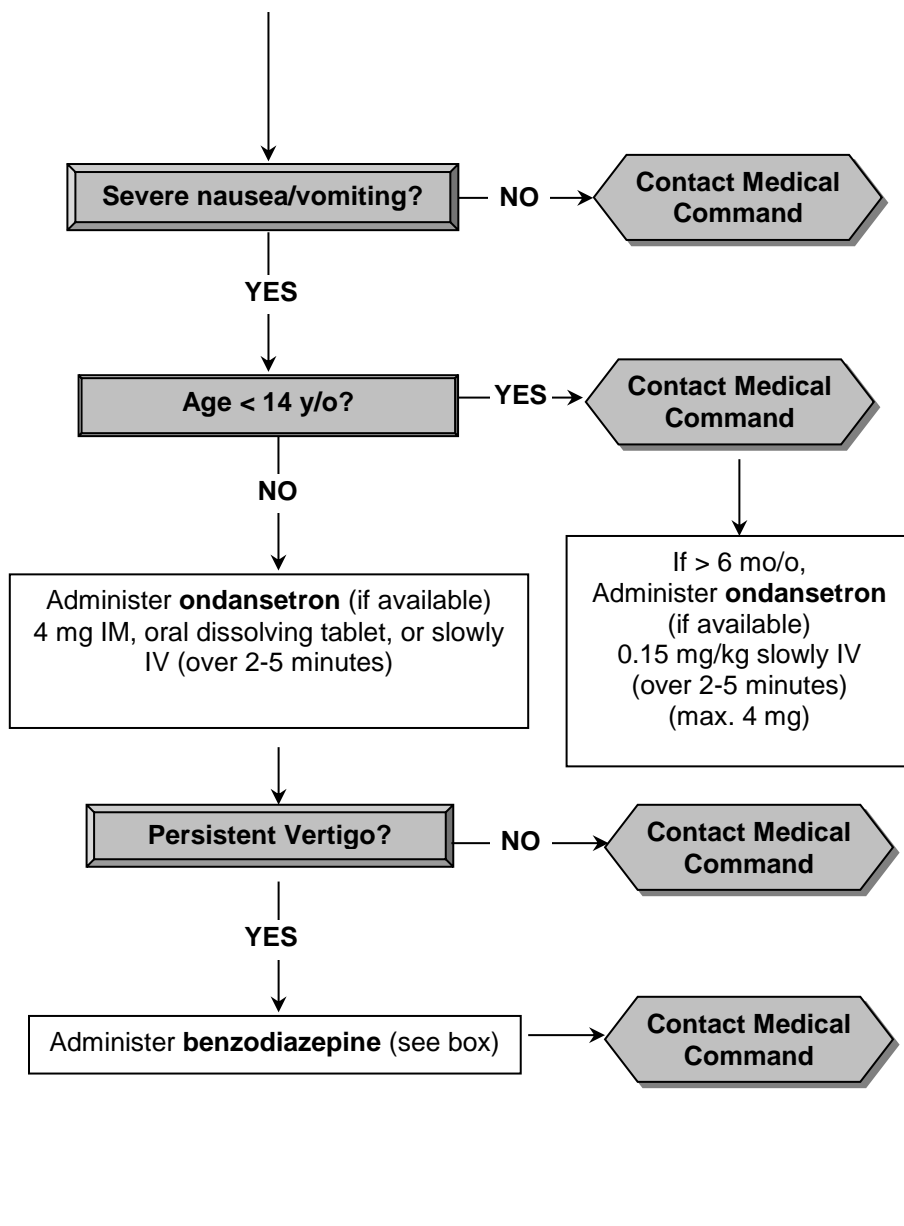 Severe nausea/vomiting?
NO
Contact Medical
Command
YES
Age < 14 y/o?
YES
Contact Medical
Command
NO
Administer ondansetron (if available)
4 mg IM, oral dissolving tablet, or slowly
IV (over 2-5 minutes)
If > 6 mo/o,
Administer ondansetron
(if available)
0.15 mg/kg slowly IV
(over 2-5 minutes)
(max. 4 mg)
Persistent Vertigo?
NO
Contact Medical
Command
YES
Administer benzodiazepine (see box)
Contact Medical
Command